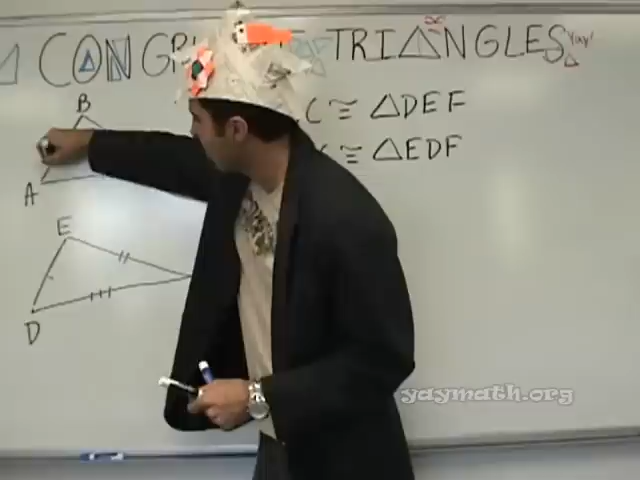 CONGR TRIANGLES Yay!
B
C ≅ △DEF
≅ △EDF
A
E
D
yaymath.org